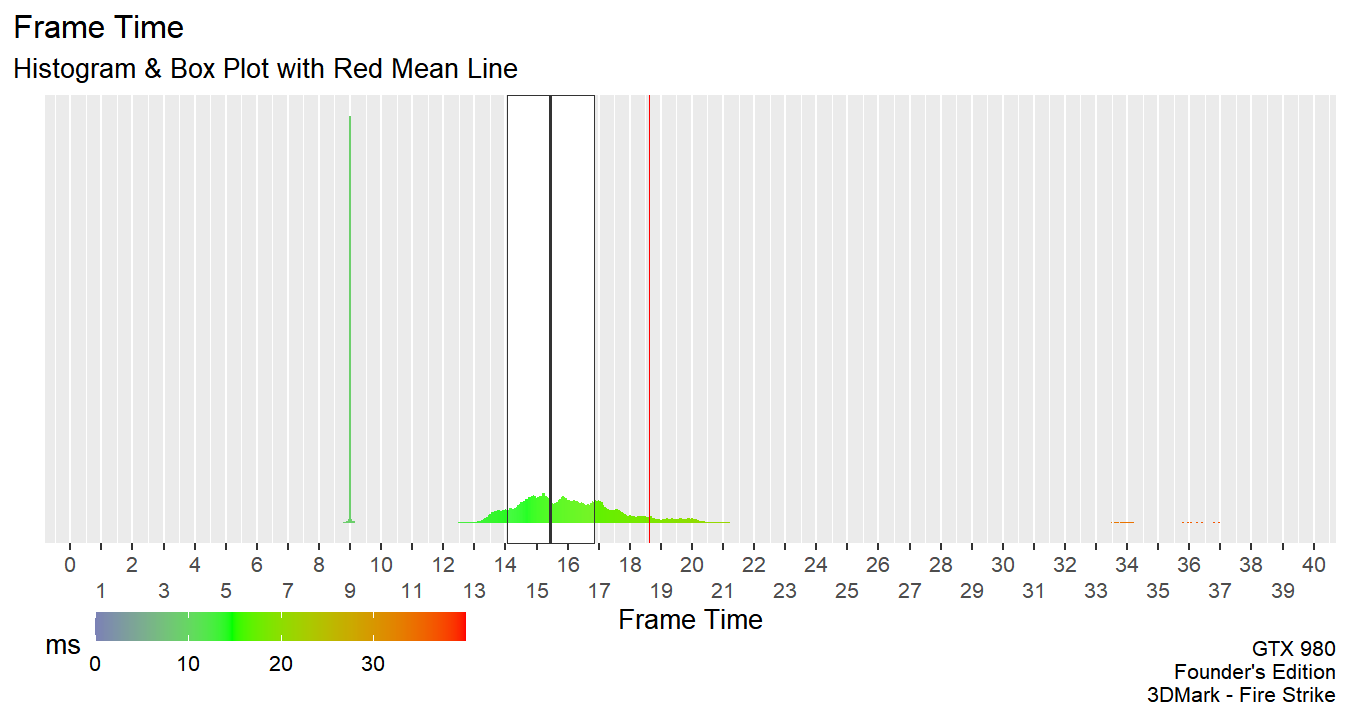 Frame Time
Histogram & Box Plot with Red Mean Line
0 2 4 6 8 10 12 14 16 18 20 22 24 26 28 30 32 34 36 38 40
1 3 5 7 9 11 13 15 17 19 21 23 25 27 29 31 33 35 37 39
Frame Time
ms
0 10 20 30
GTX 980
Founder's Edition
3DMark - Fire Strike